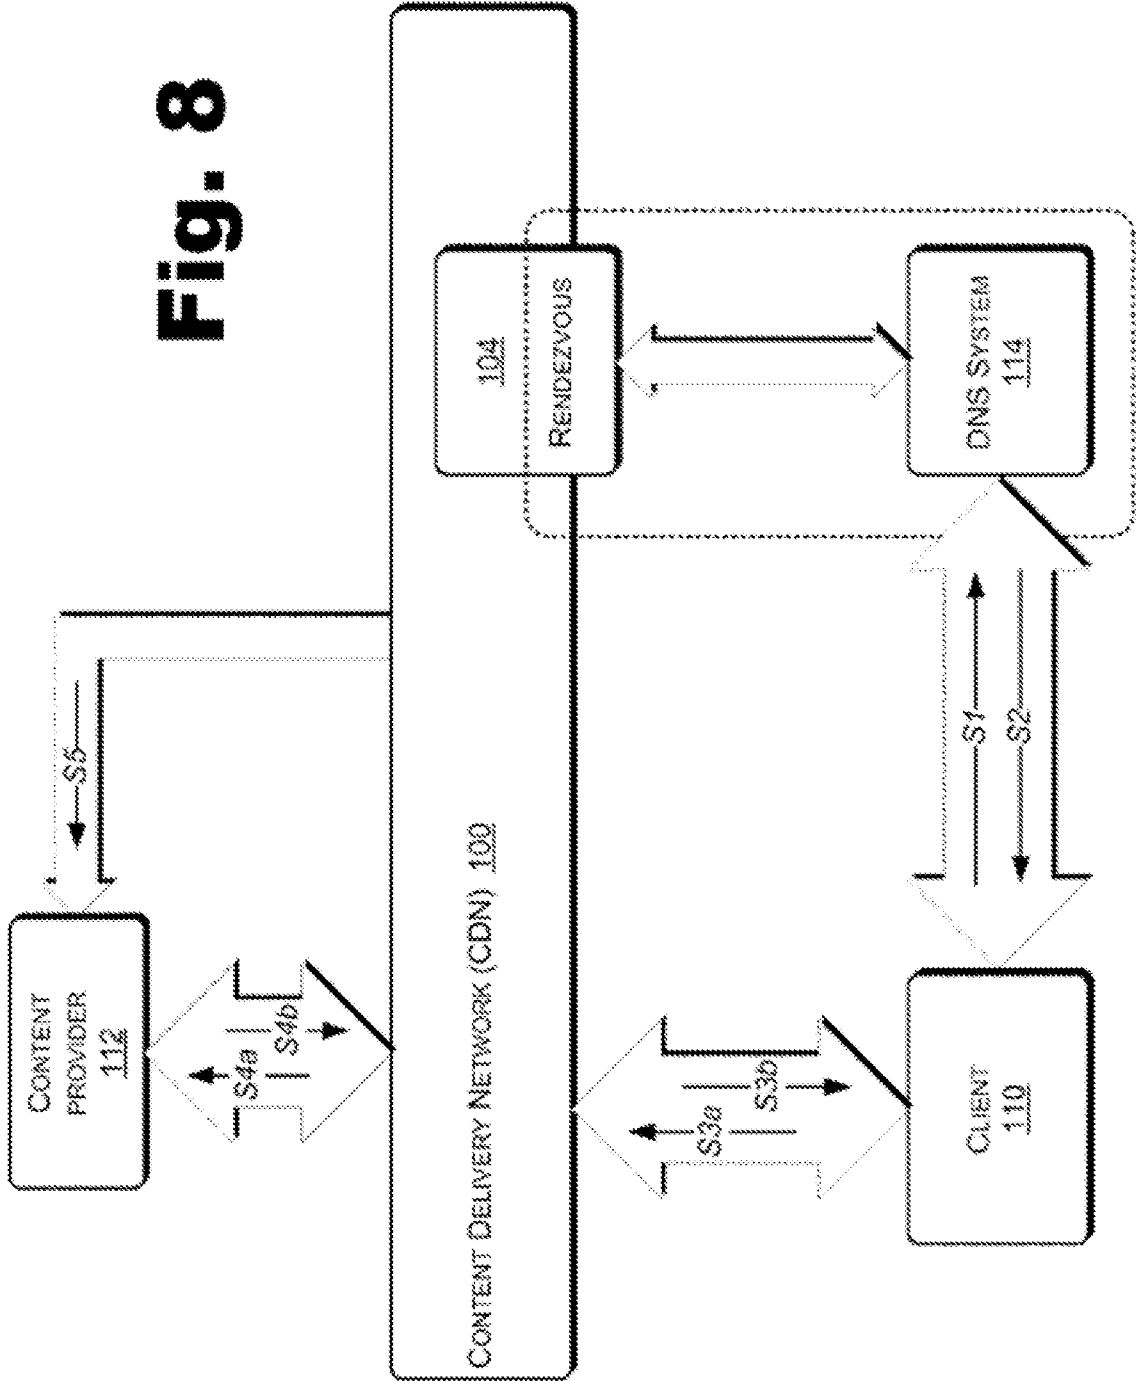 CONTENT
PROVIDER
112
S5
S4a
S4b
CONTENT DELIVERY NETWORK (CDN) 100
104
RENDEZVOUS
S3a
S3b
CLIENT
110
S1
S2
DNS SYSTEM
114
Fig. 8